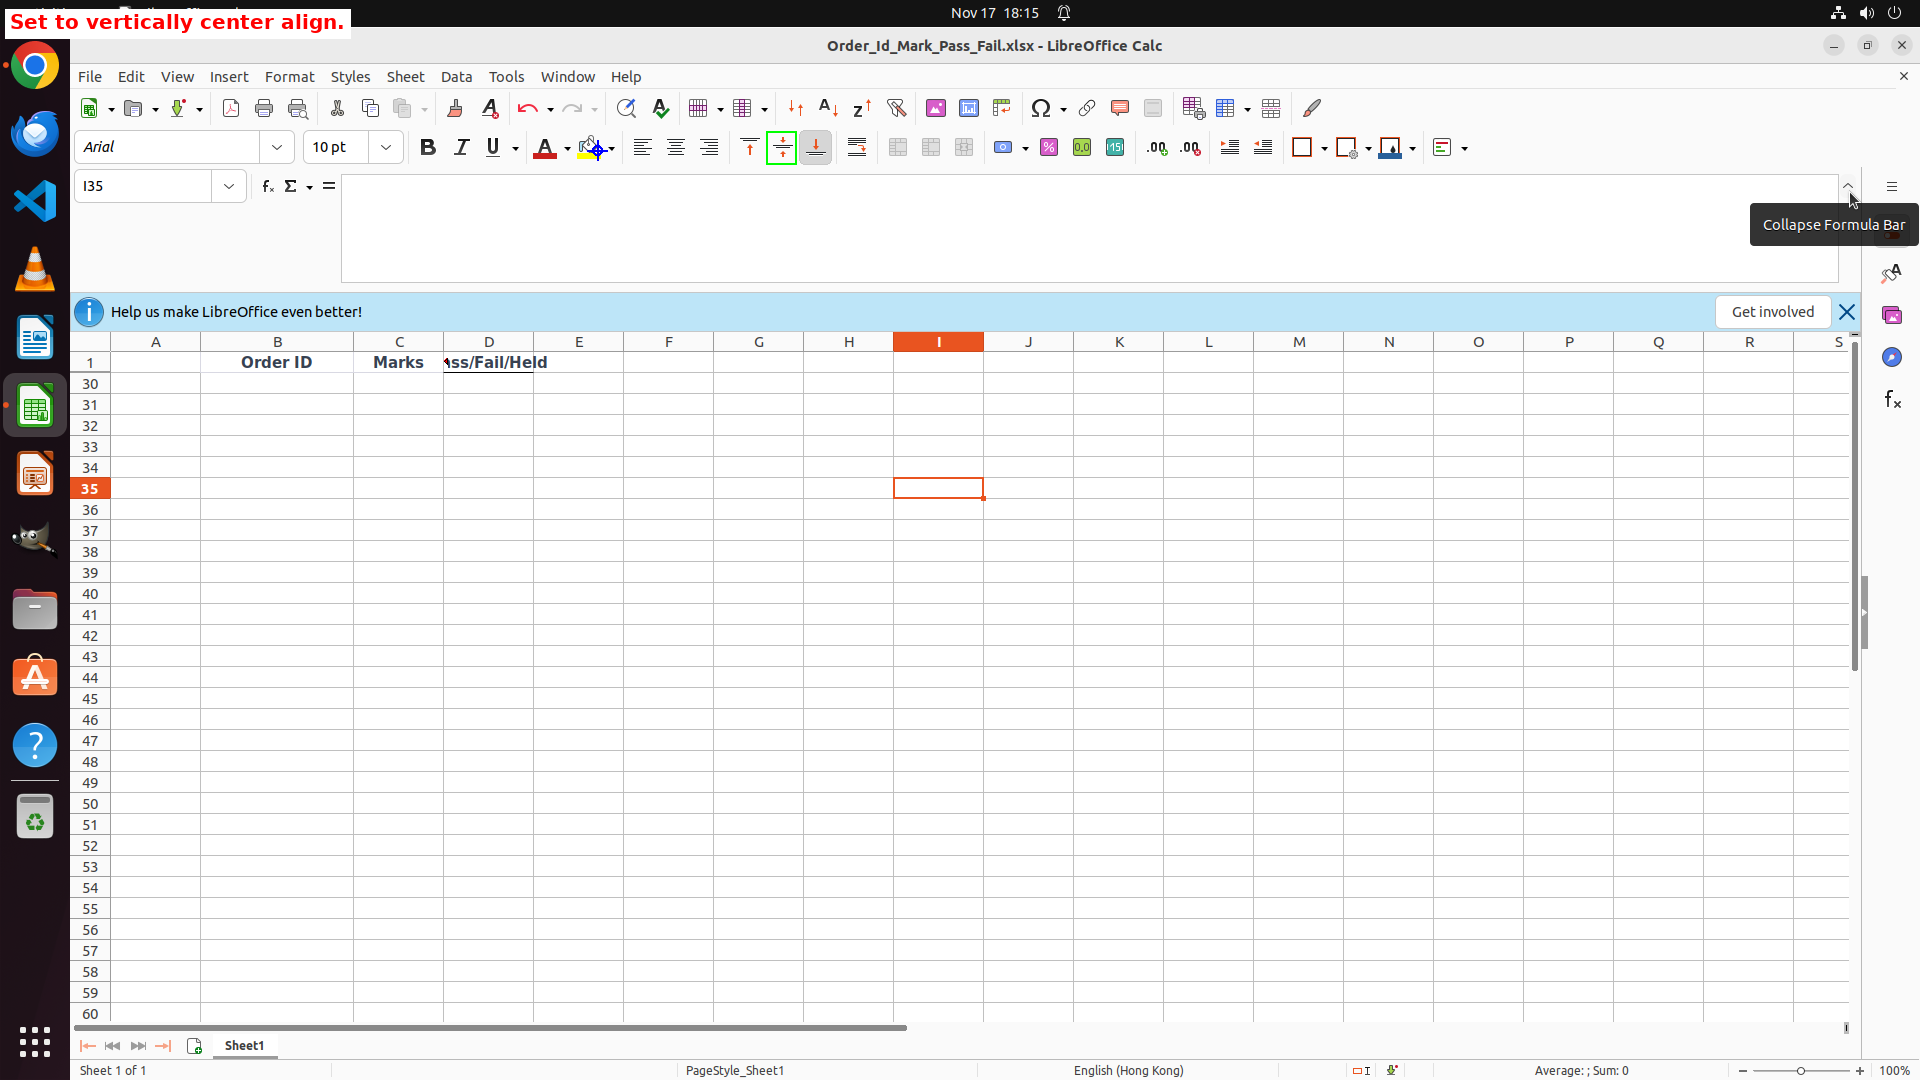 Set to vertically center align.
Nov 17 18:15
Order_Id_Mark_Pass_Fail.xlsx - LibreOffice Calc
File Edit View Insert Format Styles Sheet Data Tools Window Help
Arial 10 pt
I35
Collapse Formula Bar
Help us make LibreOffice even better! Get involved
A B C D E F G H I J K L M N O P Q R S
1 Order ID Marks ass/Fail/Held
30
31
32
33
34
35
36
37
38
39
40
41
42
43
44
45
46
47
48
49
50
51
52
53
54
55
56
57
58
59
60
Sheet1
Sheet 1 of 1 PageStyle_Sheet1 English (Hong Kong) Average: ; Sum: 0 100%